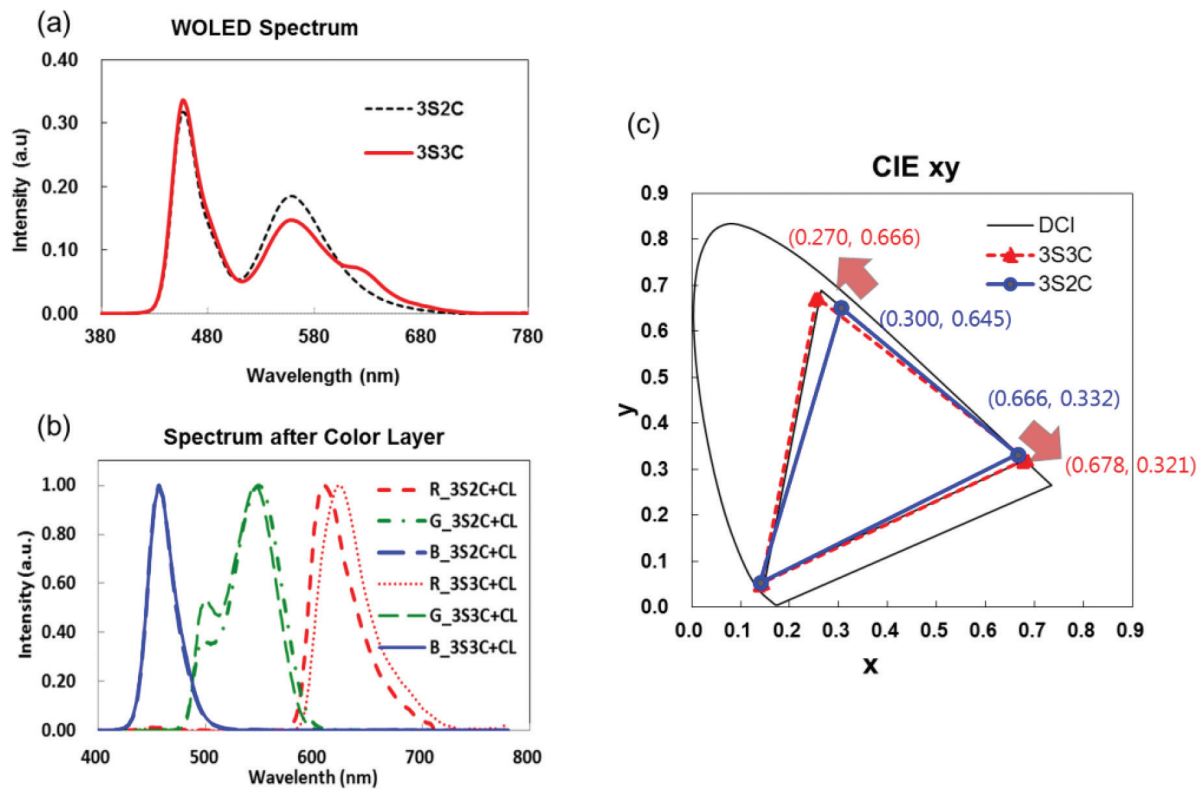 (a)
WOLED Spectrum
Intensity (a.u)
0.40
0.30
0.20
0.10
0.00
380
480
580
680
780
Wavelength (nm)
3S2C
3S3C
(b)
Spectrum after Color Layer
Intensity (a.u.)
1.00
0.80
0.60
0.40
0.20
0.00
400
500
600
700
800
Wavelenth (nm)
R_3S2C+CL
G_3S2C+CL
B_3S2C+CL
R_3S3C+CL
G_3S3C+CL
B_3S3C+CL
(c)
CIE xy
y
0.9
0.8
0.7
0.6
0.5
0.4
0.3
0.2
0.1
0.0
0.0
0.1
0.2
0.3
0.4
0.5
0.6
0.7
0.8
0.9
x
DCI
3S3C
3S2C
(0.270, 0.666)
(0.300, 0.645)
(0.666, 0.332)
(0.678, 0.321)